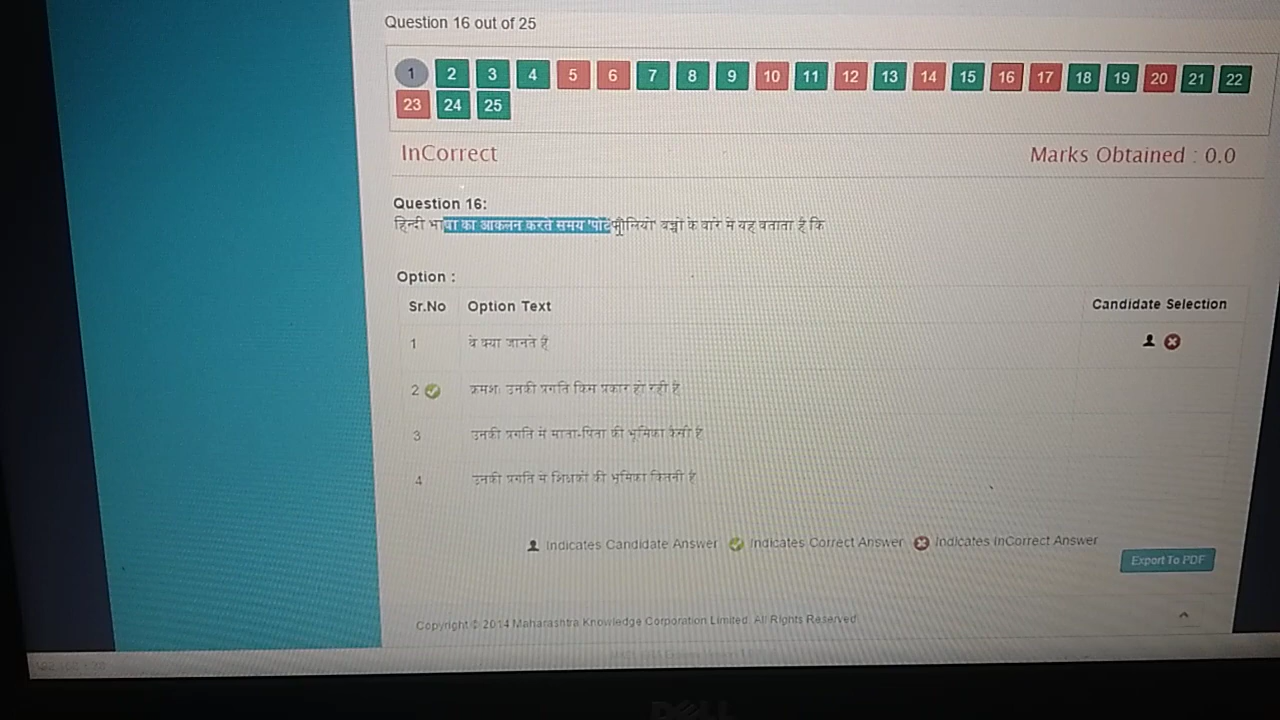 Question 16 out of 25
1 2 3 4 5 6 7 8 9 10 11 12 13 14 15 16 17 18 19 20 21 22
23 24 25
InCorrect Marks Obtained : 0.0
Question 16:
हिन्दी भाषा का आकलन करते समय 'पोर्टफ़ोलियो' बच्चों के बारे में यह बताता है कि
Option :
Sr.No Option Text Candidate Selection
1 वे क्या जानते हैं
2 क्रमशः उनकी प्रगति किस प्रकार हो रही है
3 उनकी प्रगति में माता-पिता की भूमिका कैसी है
4 उनकी प्रगति में शिक्षकों की भूमिका कितनी है
Indicates Candidate Answer Indicates Correct Answer Indicates InCorrect Answer
Export To PDF
Copyright © 2014 Maharashtra Knowledge Corporation Limited. All Rights Reserved
DELL